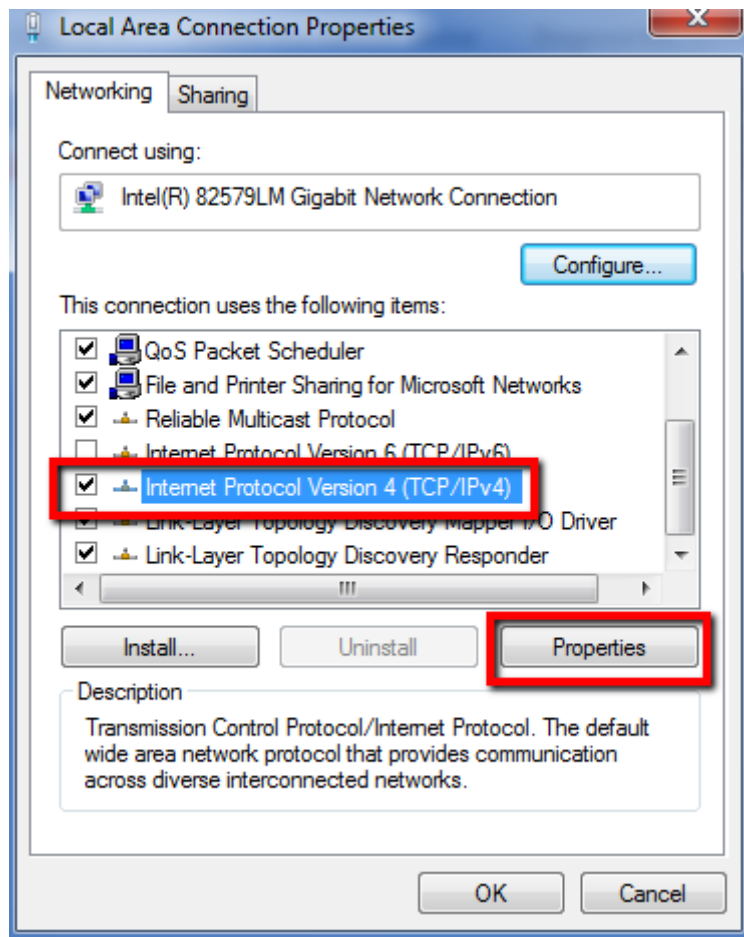 Local Area Connection Properties
Networking Sharing
Connect using:
Intel(R) 82579LM Gigabit Network Connection
Configure...
This connection uses the following items:
QoS Packet Scheduler
File and Printer Sharing for Microsoft Networks
Reliable Multicast Protocol
Internet Protocol Version 6 (TCP/IPv6)
Internet Protocol Version 4 (TCP/IPv4)
Link-Layer Topology Discovery Mapper I/O Driver
Link-Layer Topology Discovery Responder
Install... Uninstall Properties
Description
Transmission Control Protocol/Internet Protocol. The default
wide area network protocol that provides communication
across diverse interconnected networks.
OK Cancel